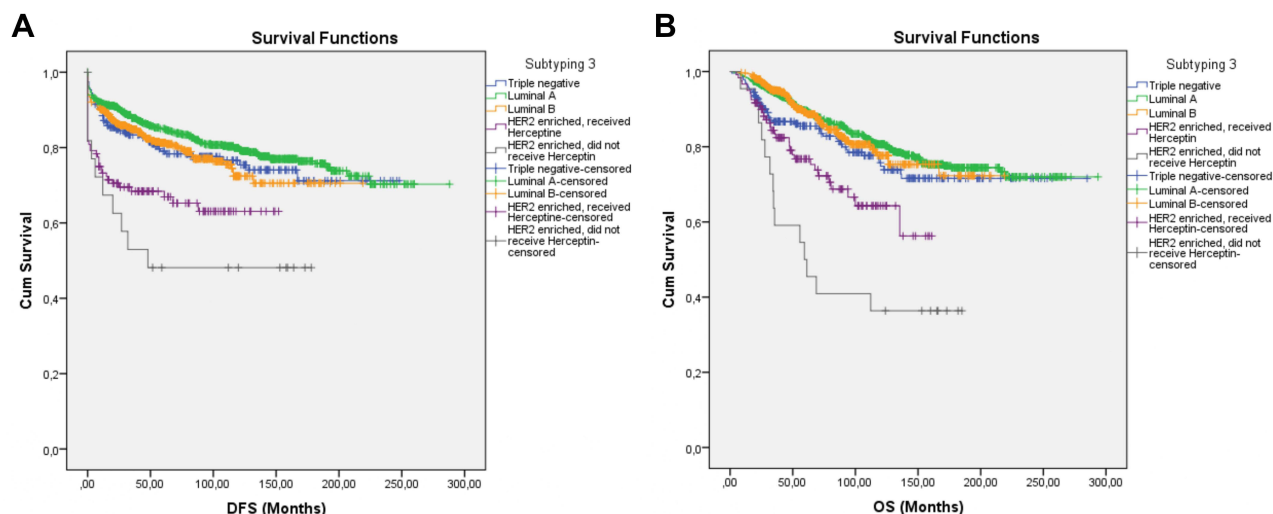 A
Survival Functions
Cum Survival
1,0
0,8
0,6
0,4
0,2
0,0
,00
50,00
100,00
150,00
200,00
250,00
300,00
DFS (Months)
Subtyping 3
Triple negative
Luminal A
Luminal B
HER2 enriched, received
Herceptine
HER2 enriched, did not
receive Herceptin
Triple negative-censored
Luminal A-censored
Luminal B-censored
HER2 enriched, received
Herceptine-censored
HER2 enriched, did not
receive Herceptin-
censored
B
Survival Functions
Cum Survival
1,0
0,8
0,6
0,4
0,2
0,0
,00
50,00
100,00
150,00
200,00
250,00
300,00
OS (Months)
Subtyping 3
Triple negative
Luminal A
Luminal B
HER2 enriched, received
Herceptin
HER2 enriched, did not
receive Herceptin
Triple negative-censored
Luminal A-censored
Luminal B-censored
HER2 enriched, received
Herceptin-censored
HER2 enriched, did not
receive Herceptin-
censored